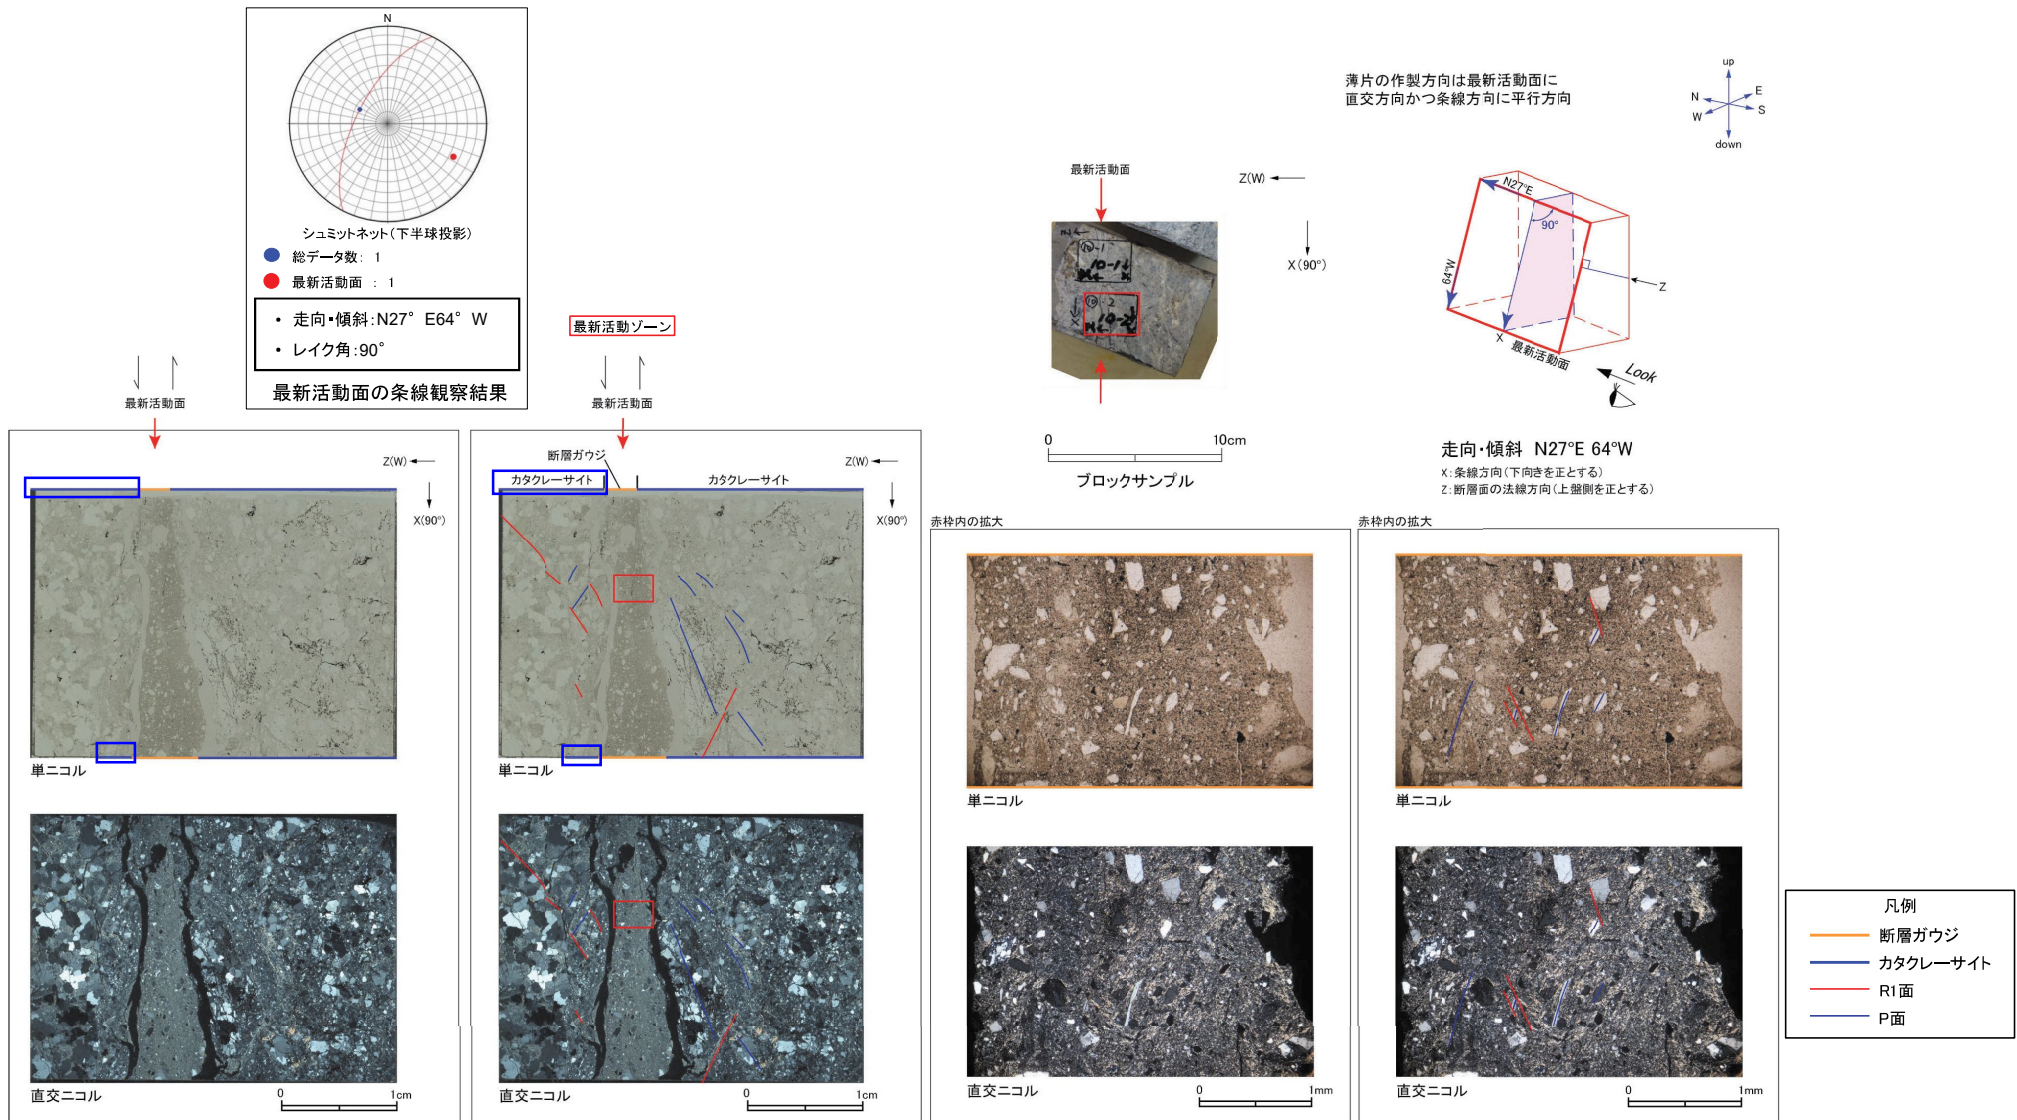 N
シュミットネット(下半球投影)
総データ数: 1
最新活動面 : 1
・ 走向・傾斜:N27° E64° W
・ レイク角:90°
最新活動面の条線観察結果
最新活動ゾーン
最新活動面
最新活動面
Z(W)
X(90°)
単ニコル
直交ニコル
0 1cm
断層ガウジ
カタクレーサイト
カタクレーサイト
Z(W)
X(90°)
単ニコル
直交ニコル
0 1cm
最新活動面
Z(W)
X(90°)
⑩-1
10-1
⑩-2
10-2
0 10cm
ブロックサンプル
薄片の作製方向は最新活動面に
直交方向かつ条線方向に平行方向
up
N E
W S
down
N27°E
90°
64°W
Z
X
最新活動面
Look
走向・傾斜 N27°E 64°W
X:条線方向(下向きを正とする)
Z:断層面の法線方向(上盤側を正とする)
赤枠内の拡大
単ニコル
直交ニコル
0 1mm
赤枠内の拡大
単ニコル
直交ニコル
0 1mm
凡例
断層ガウジ
カタクレーサイト
R1面
P面